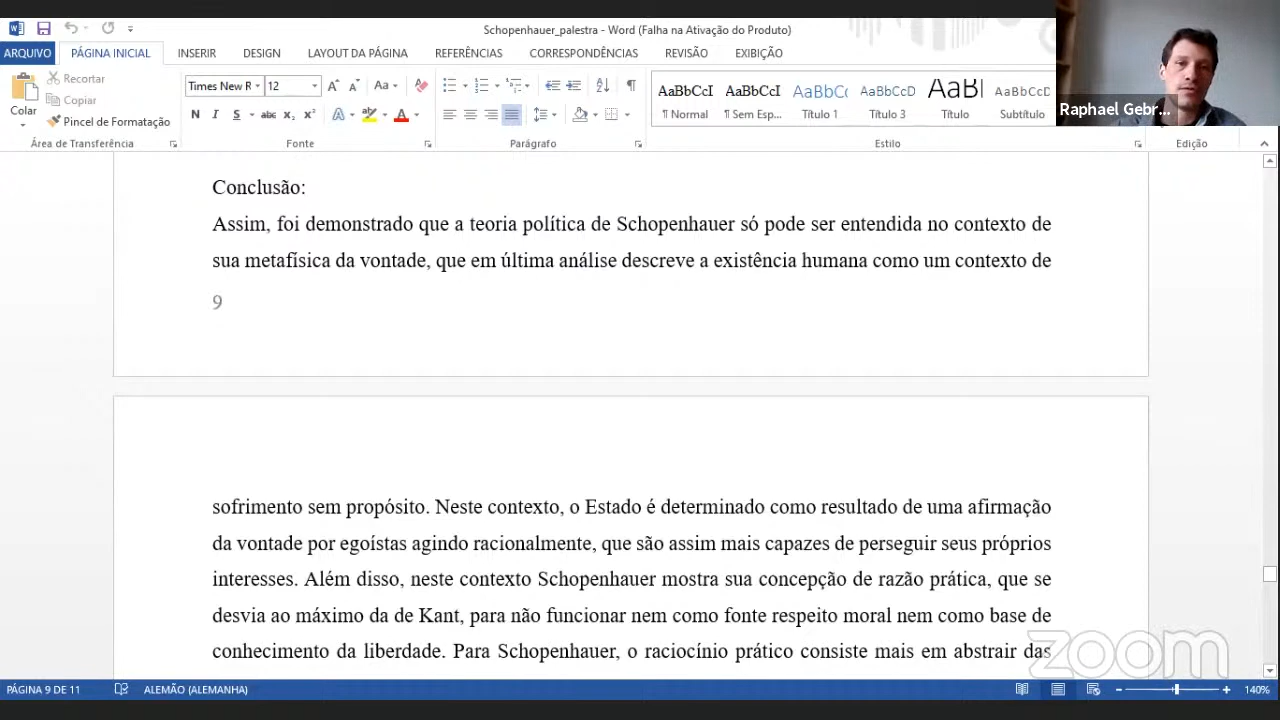 Schopenhauer_palestra - Word (Falha na Ativação do Produto)
ARQUIVO PÁGINA INICIAL INSERIR DESIGN LAYOUT DA PÁGINA REFERÊNCIAS CORRESPONDÊNCIAS REVISÃO EXIBIÇÃO
Colar
Recortar
Copiar
Pincel de Formatação
Times New R 12
N I S abc x₂ x²
AaBbCcI AaBbCcI AaBbCc AaBbCcD AaBl AaBbCcD
¶ Normal ¶ Sem Esp... Título 1 Título 3 Título Subtítulo
Área de Transferência Fonte Parágrafo Estilo Edição
Raphael Gebr...
Conclusão:
Assim, foi demonstrado que a teoria política de Schopenhauer só pode ser entendida no contexto de
sua metafísica da vontade, que em última análise descreve a existência humana como um contexto de
9
sofrimento sem propósito. Neste contexto, o Estado é determinado como resultado de uma afirmação
da vontade por egoístas agindo racionalmente, que são assim mais capazes de perseguir seus próprios
interesses. Além disso, neste contexto Schopenhauer mostra sua concepção de razão prática, que se
desvia ao máximo da de Kant, para não funcionar nem como fonte respeito moral nem como base de
conhecimento da liberdade. Para Schopenhauer, o raciocínio prático consiste mais em abstrair das
zoom
PÁGINA 9 DE 11 ALEMÃO (ALEMANHA) 140%